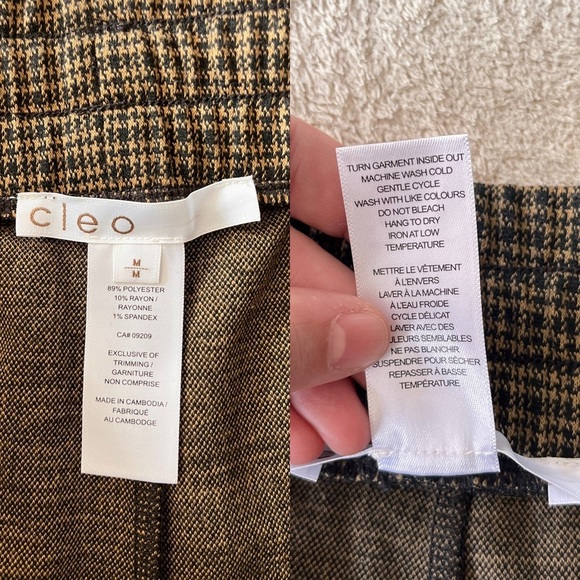 cleo
M
M
89% POLYESTER
10% RAYON /
RAYONNE
1% SPANDEX
CA# 09209
EXCLUSIVE OF
TRIMMING /
GARNITURE
NON COMPRISE
MADE IN CAMBODIA /
FABRIQUÉ
AU CAMBODGE
TURN GARMENT INSIDE OUT
MACHINE WASH COLD
GENTLE CYCLE
WASH WITH LIKE COLOURS
DO NOT BLEACH
HANG TO DRY
IRON AT LOW
TEMPERATURE
METTRE LE VÊTEMENT
À L'ENVERS
LAVER À LA MACHINE
À L'EAU FROIDE
CYCLE DÉLICAT
LAVER AVEC DES
ULEURS SEMBLABLES
NE PAS BLANCHIR
SUSPENDRE POUR SÉCHER
REPASSER À BASSE
TEMPÉRATURE